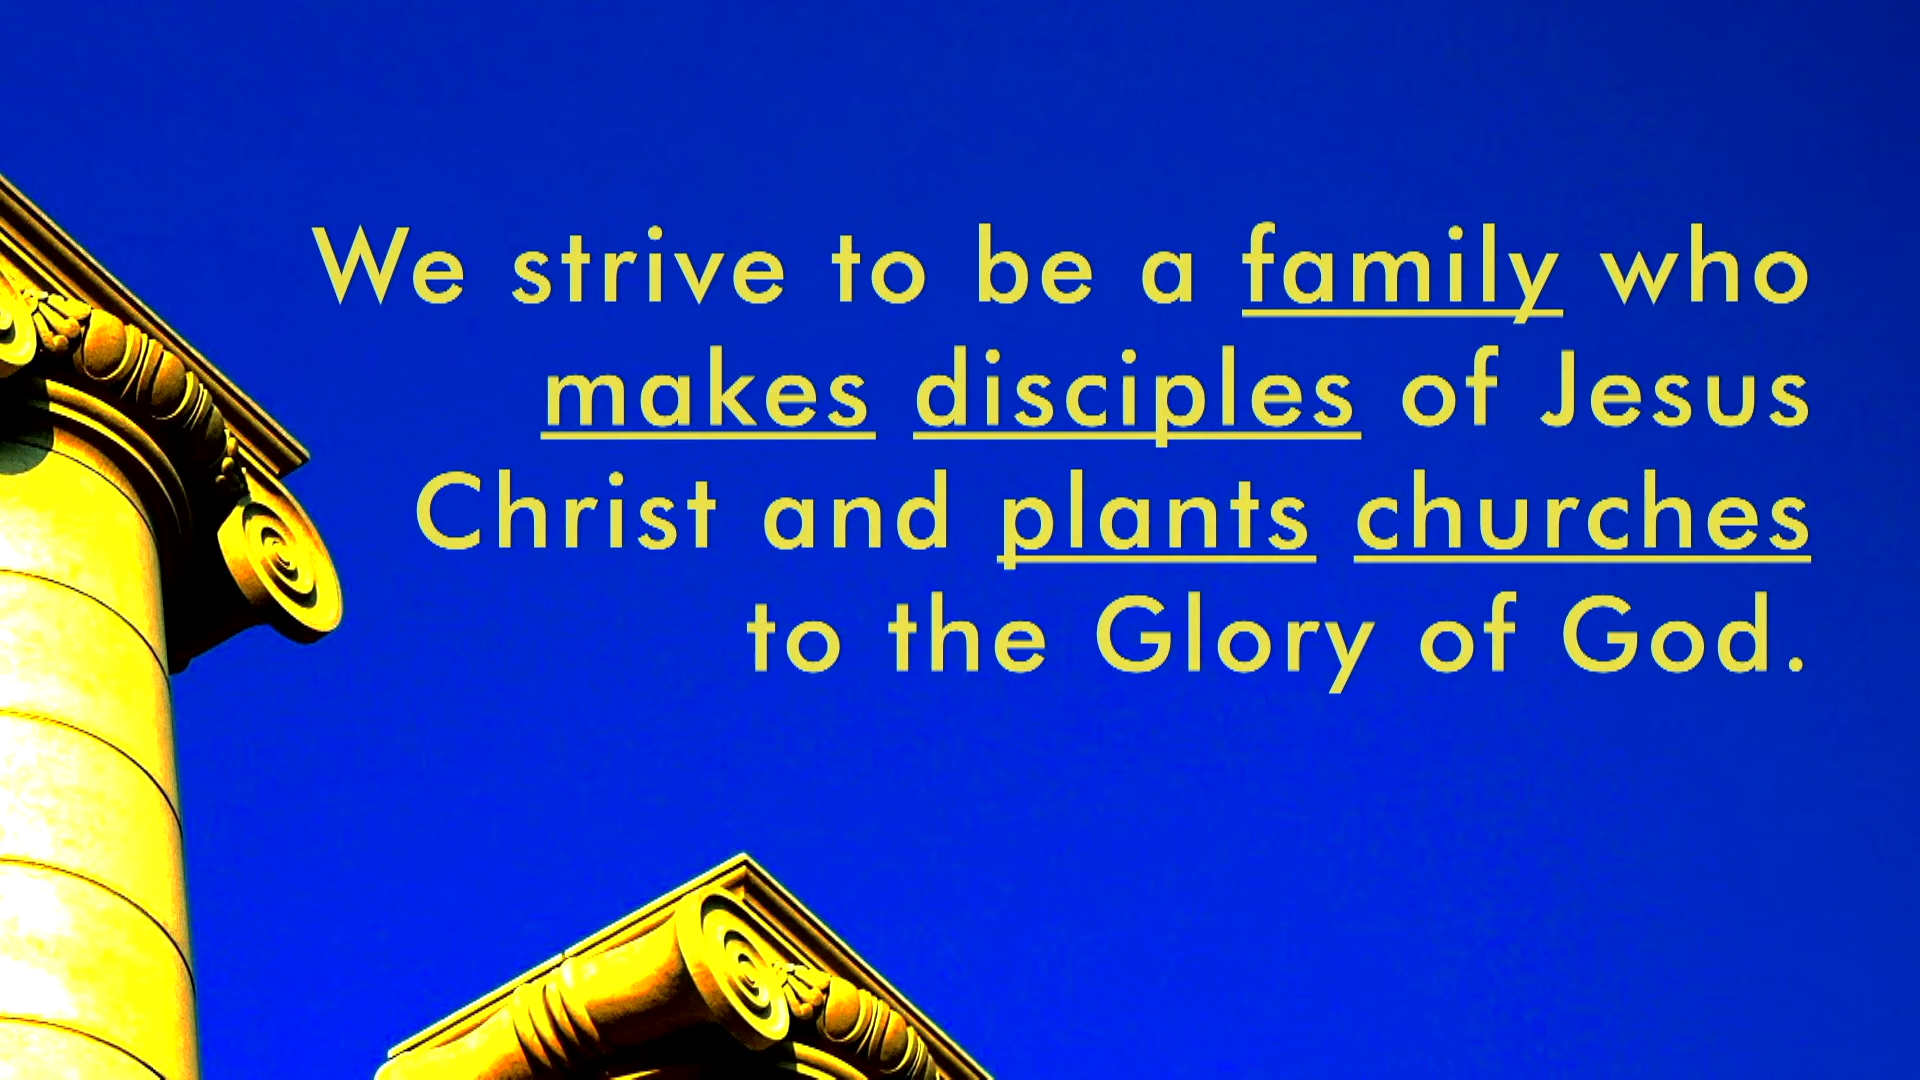 We strive to be a family who
makes disciples of Jesus
Christ and plants churches
to the Glory of God.